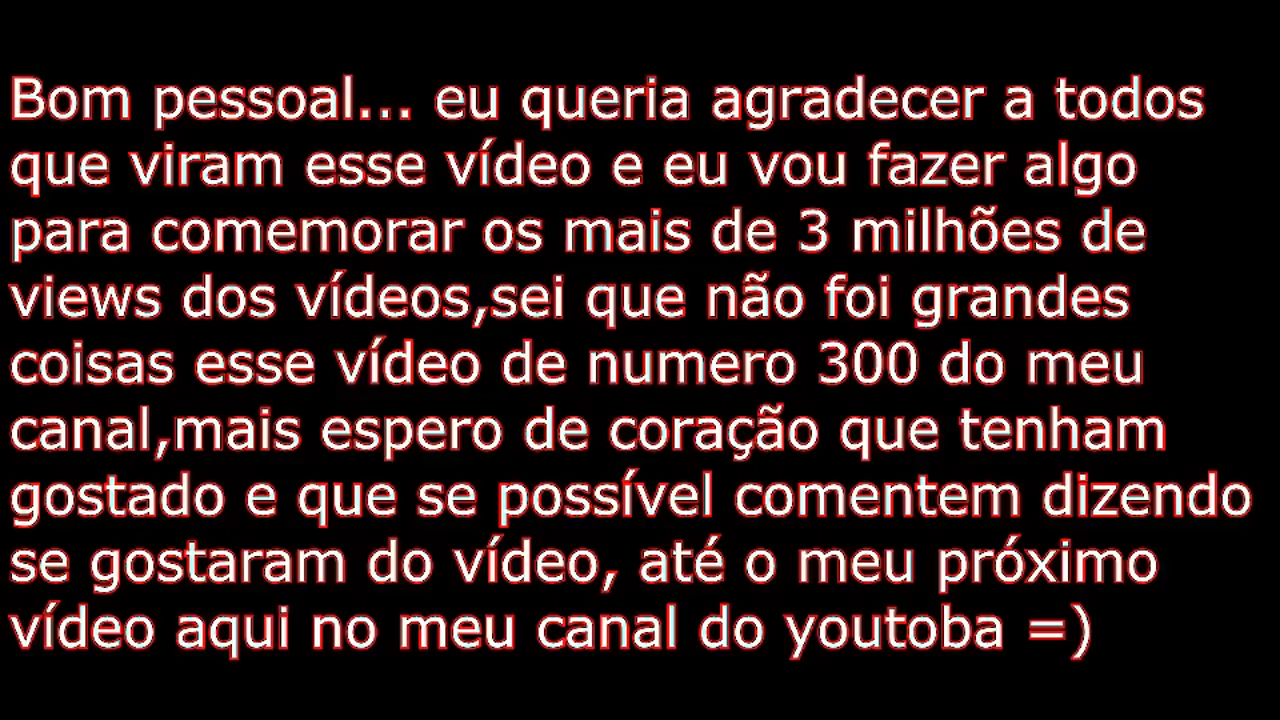 Bom pessoal... eu queria agradecer a todos
que viram esse vídeo e eu vou fazer algo
para comemorar os mais de 3 milhões de
views dos vídeos,sei que não foi grandes
coisas esse vídeo de numero 300 do meu
canal,mais espero de coração que tenham
gostado e que se possível comentem dizendo
se gostaram do vídeo, até o meu próximo
vídeo aqui no meu canal do youtoba =)